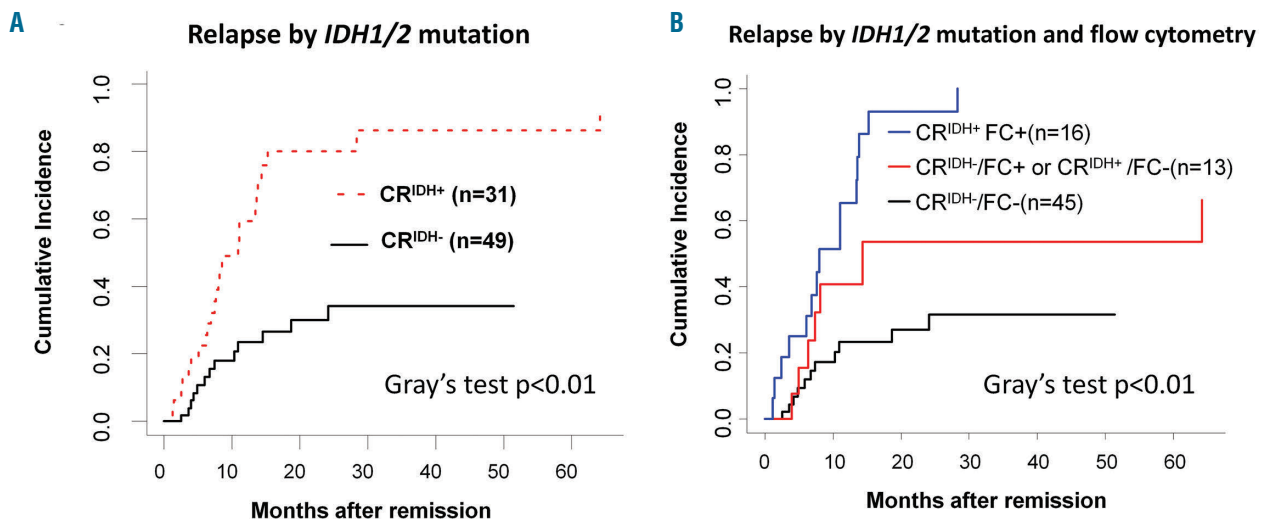 A
Relapse by IDH1/2 mutation
Cumulative Incidence
1.0
0.8
0.6
0.4
0.2
0.0
CRᴵᴰᴴ⁺ (n=31)
CRᴵᴰᴴ⁻ (n=49)
Gray’s test p<0.01
0 10 20 30 40 50 60
Months after remission
B
Relapse by IDH1/2 mutation and flow cytometry
Cumulative Incidence
1.0
0.8
0.6
0.4
0.2
0.0
CRᴵᴰᴴ⁺ FC+(n=16)
CRᴵᴰᴴ⁻/FC+ or CRᴵᴰᴴ⁺ /FC-(n=13)
CRᴵᴰᴴ⁻/FC-(n=45)
Gray’s test p<0.01
0 10 20 30 40 50 60
Months after remission